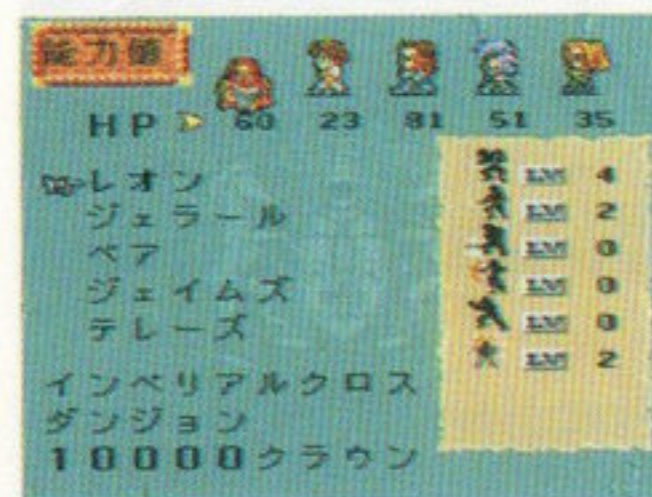 能力値
HP 60 23 81 51 35
レオン
ジェラール
ベア
ジェイムズ
テレーズ
LV 4
LV 2
LV 0
LV 0
LV 0
LV 2
インペリアルクロス
ダンジョン
10000クラウン